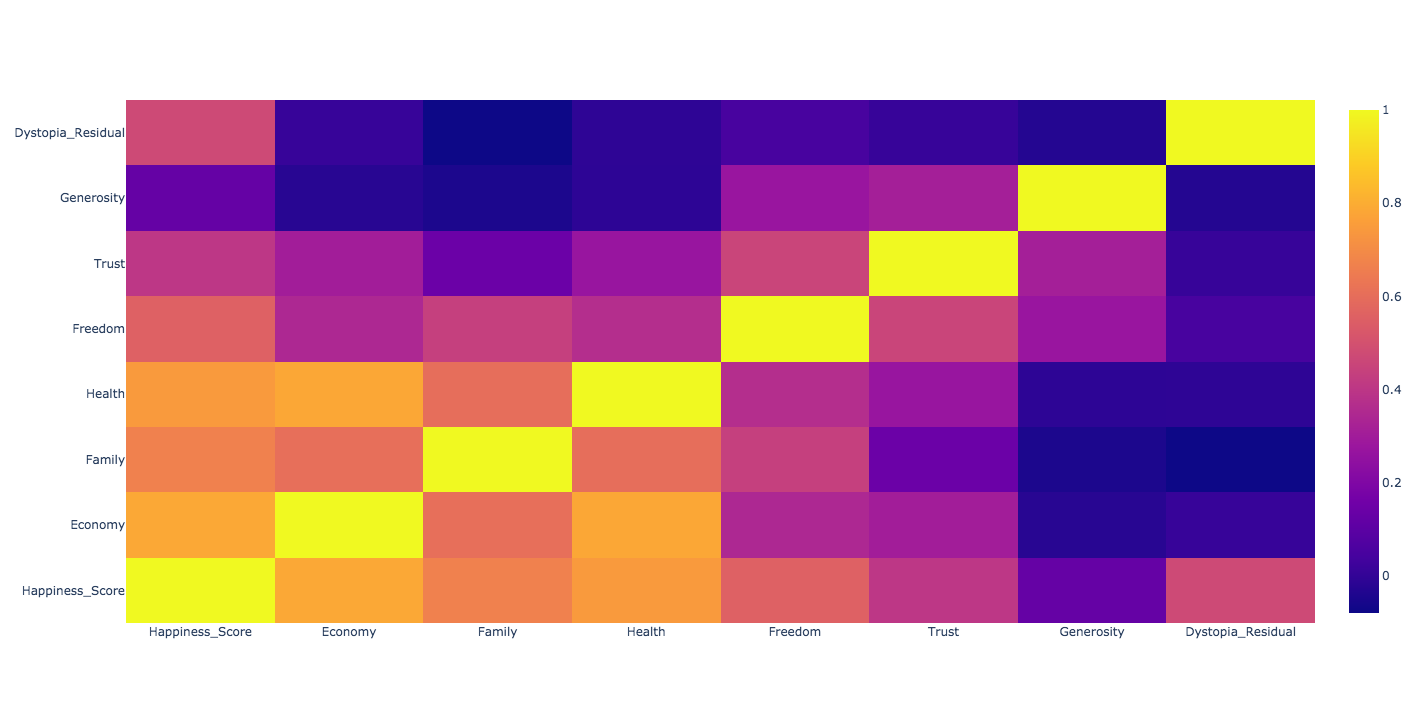 Dystopia_Residual
Generosity
Trust
Freedom
Health
Family
Economy
Happiness_Score
Happiness_Score Economy Family Health Freedom Trust Generosity Dystopia_Residual
1
0.8
0.6
0.4
0.2
0